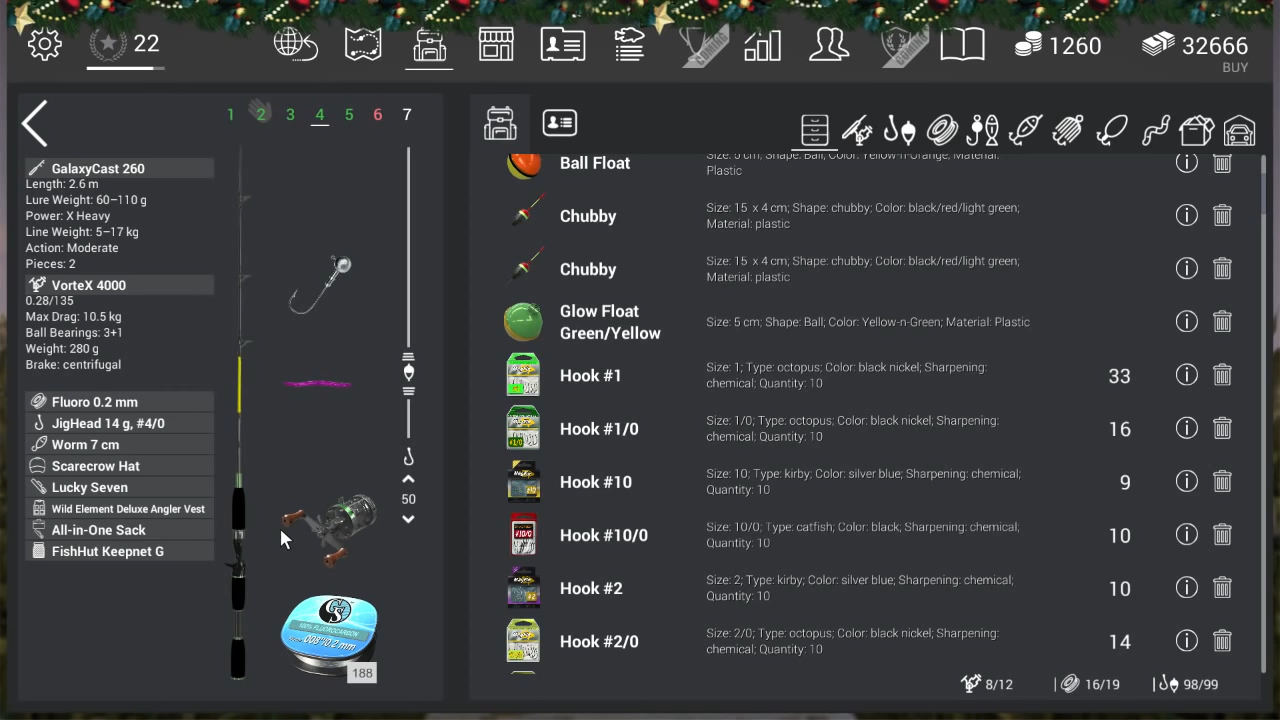 22
1260
32666
BUY
1 2 3 4 5 6 7
GalaxyCast 260
Length: 2.6 m
Lure Weight: 60–110 g
Power: X Heavy
Line Weight: 5–17 kg
Action: Moderate
Pieces: 2
VorteX 4000
0.28/135
Max Drag: 10.5 kg
Ball Bearings: 3+1
Weight: 280 g
Brake: centrifugal
Fluoro 0.2 mm
JigHead 14 g, #4/0
Worm 7 cm
Scarecrow Hat
Lucky Seven
Wild Element Deluxe Angler Vest
All-in-One Sack
FishHut Keepnet G
50
100% FLUOROCARBON
.008"0.2mm
188
Ball Float
Size: 5 cm; Shape: Ball; Color: Yellow-n-Orange; Material:
Plastic
Chubby
Size: 15 x 4 cm; Shape: chubby; Color: black/red/light green;
Material: plastic
Chubby
Size: 15 x 4 cm; Shape: chubby; Color: black/red/light green;
Material: plastic
Glow Float
Green/Yellow
Size: 5 cm; Shape: Ball; Color: Yellow-n-Green; Material: Plastic
Hook #1
Size: 1; Type: octopus; Color: black nickel; Sharpening:
chemical; Quantity: 10
33
Hook #1/0
Size: 1/0; Type: octopus; Color: black nickel; Sharpening:
chemical; Quantity: 10
16
Hook #10
Size: 10; Type: kirby; Color: silver blue; Sharpening: chemical;
Quantity: 10
9
Hook #10/0
Size: 10/0; Type: catfish; Color: black; Sharpening: chemical;
Quantity: 10
10
Hook #2
Size: 2; Type: kirby; Color: silver blue; Sharpening: chemical;
Quantity: 10
10
Hook #2/0
Size: 2/0; Type: octopus; Color: black nickel; Sharpening:
chemical; Quantity: 10
14
8/12
16/19
98/99